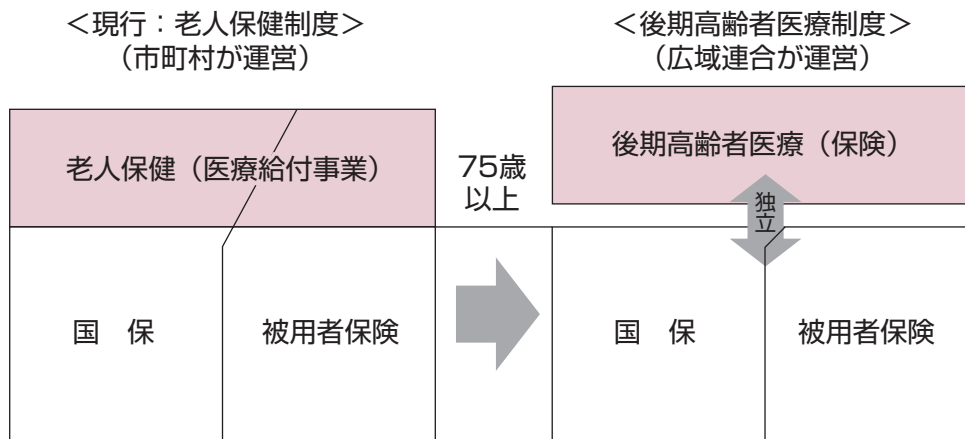 ＜現行：老人保健制度＞
（市町村が運営）
老人保健（医療給付事業）
国　保
被用者保険
75歳
以上
＜後期高齢者医療制度＞
（広域連合が運営）
後期高齢者医療（保険）
独立
国　保
被用者保険